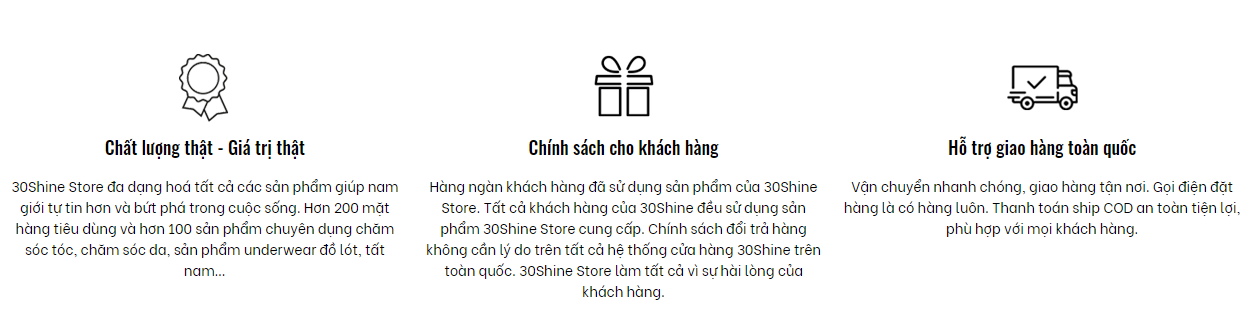 Chất lượng thật - Giá trị thật
30Shine Store đa dạng hoá tất cả các sản phẩm giúp nam
giới tự tin hơn và bứt phá trong cuộc sống. Hơn 200 mặt
hàng tiêu dùng và hơn 100 sản phẩm chuyên dụng chăm
sóc tóc, chăm sóc da, sản phẩm underwear đồ lót, tất
nam...
Chính sách cho khách hàng
Hàng ngàn khách hàng đã sử dụng sản phẩm của 30Shine
Store. Tất cả khách hàng của 30Shine đều sử dụng sản
phẩm 30Shine Store cung cấp. Chính sách đổi trả hàng
không cần lý do trên tất cả hệ thống cửa hàng 30Shine trên
toàn quốc. 30Shine Store làm tất cả vì sự hài lòng của
khách hàng.
Hỗ trợ giao hàng toàn quốc
Vận chuyển nhanh chóng, giao hàng tận nơi. Gọi điện đặt
hàng là có hàng luôn. Thanh toán ship COD an toàn tiện lợi,
phù hợp với mọi khách hàng.